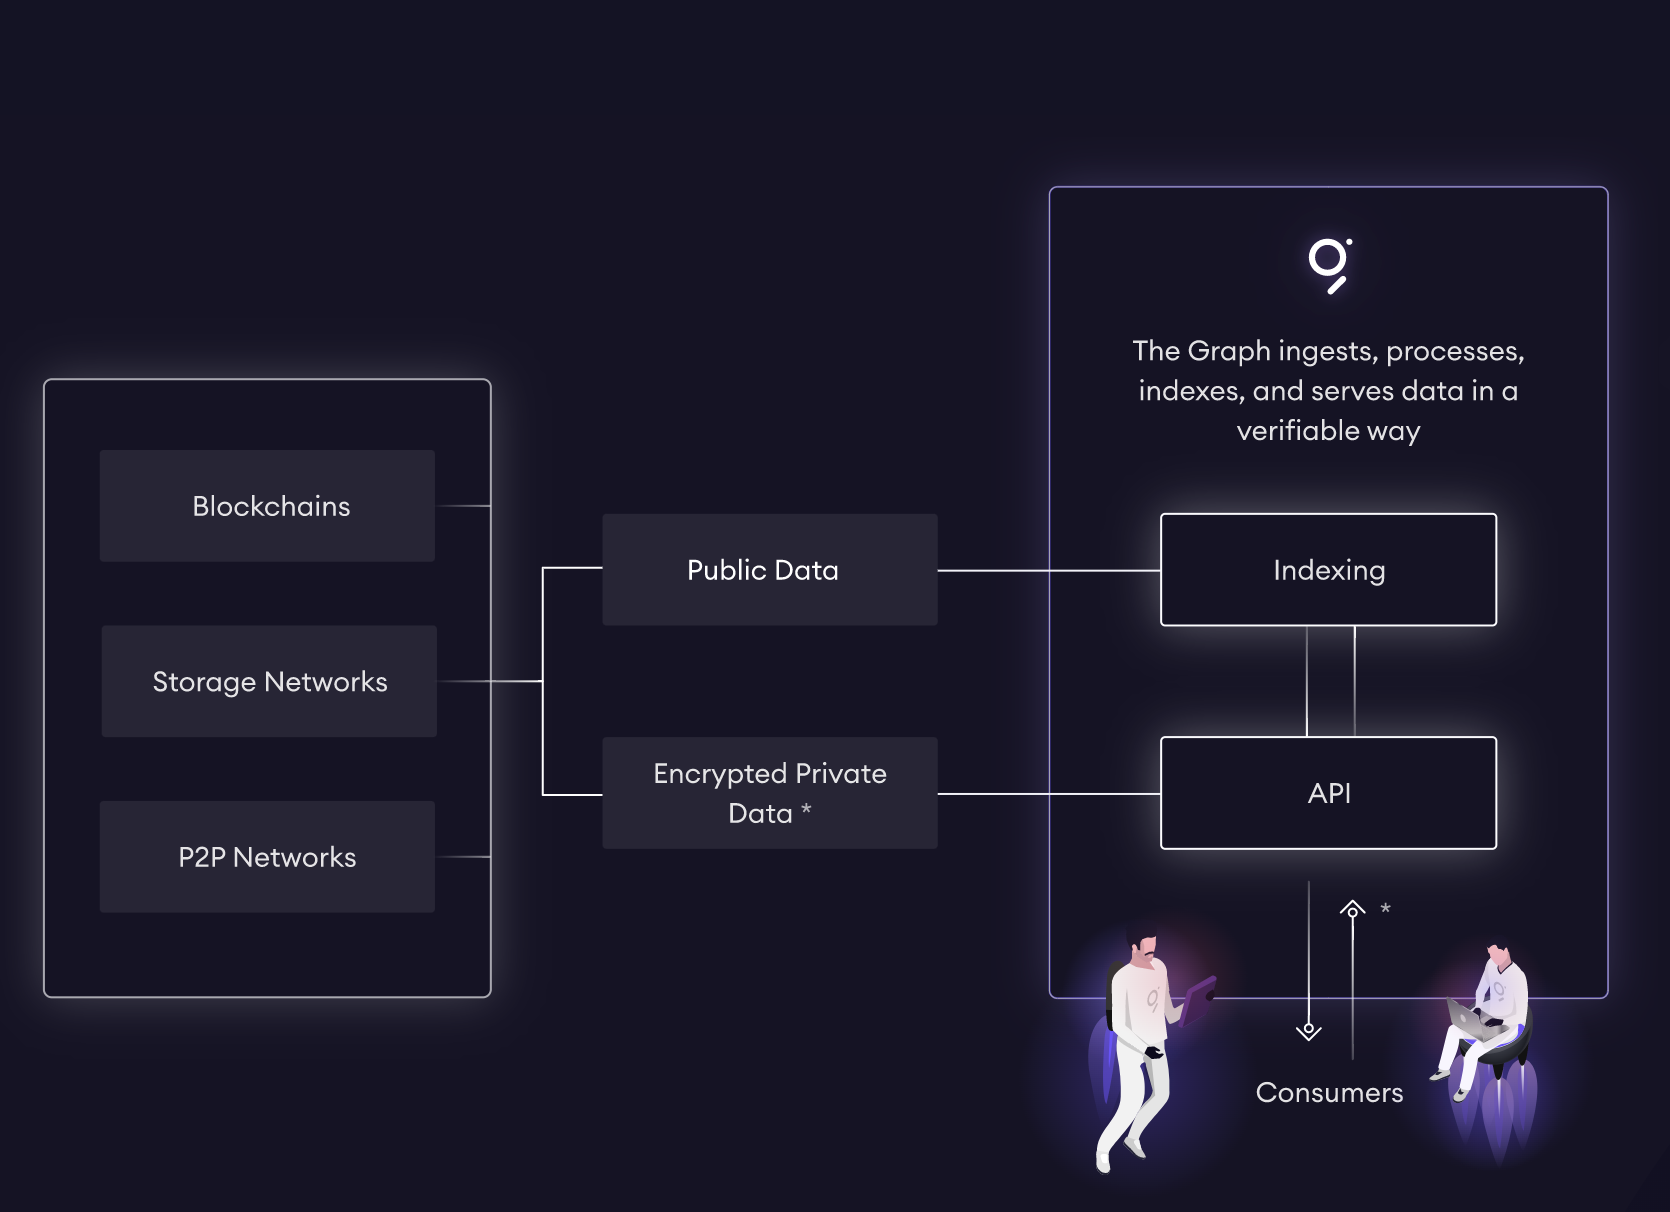 The Graph ingests, processes,
indexes, and serves data in a
verifiable way
Blockchains
Storage Networks
P2P Networks
Public Data
Encrypted Private
Data *
Indexing
API
*
Consumers